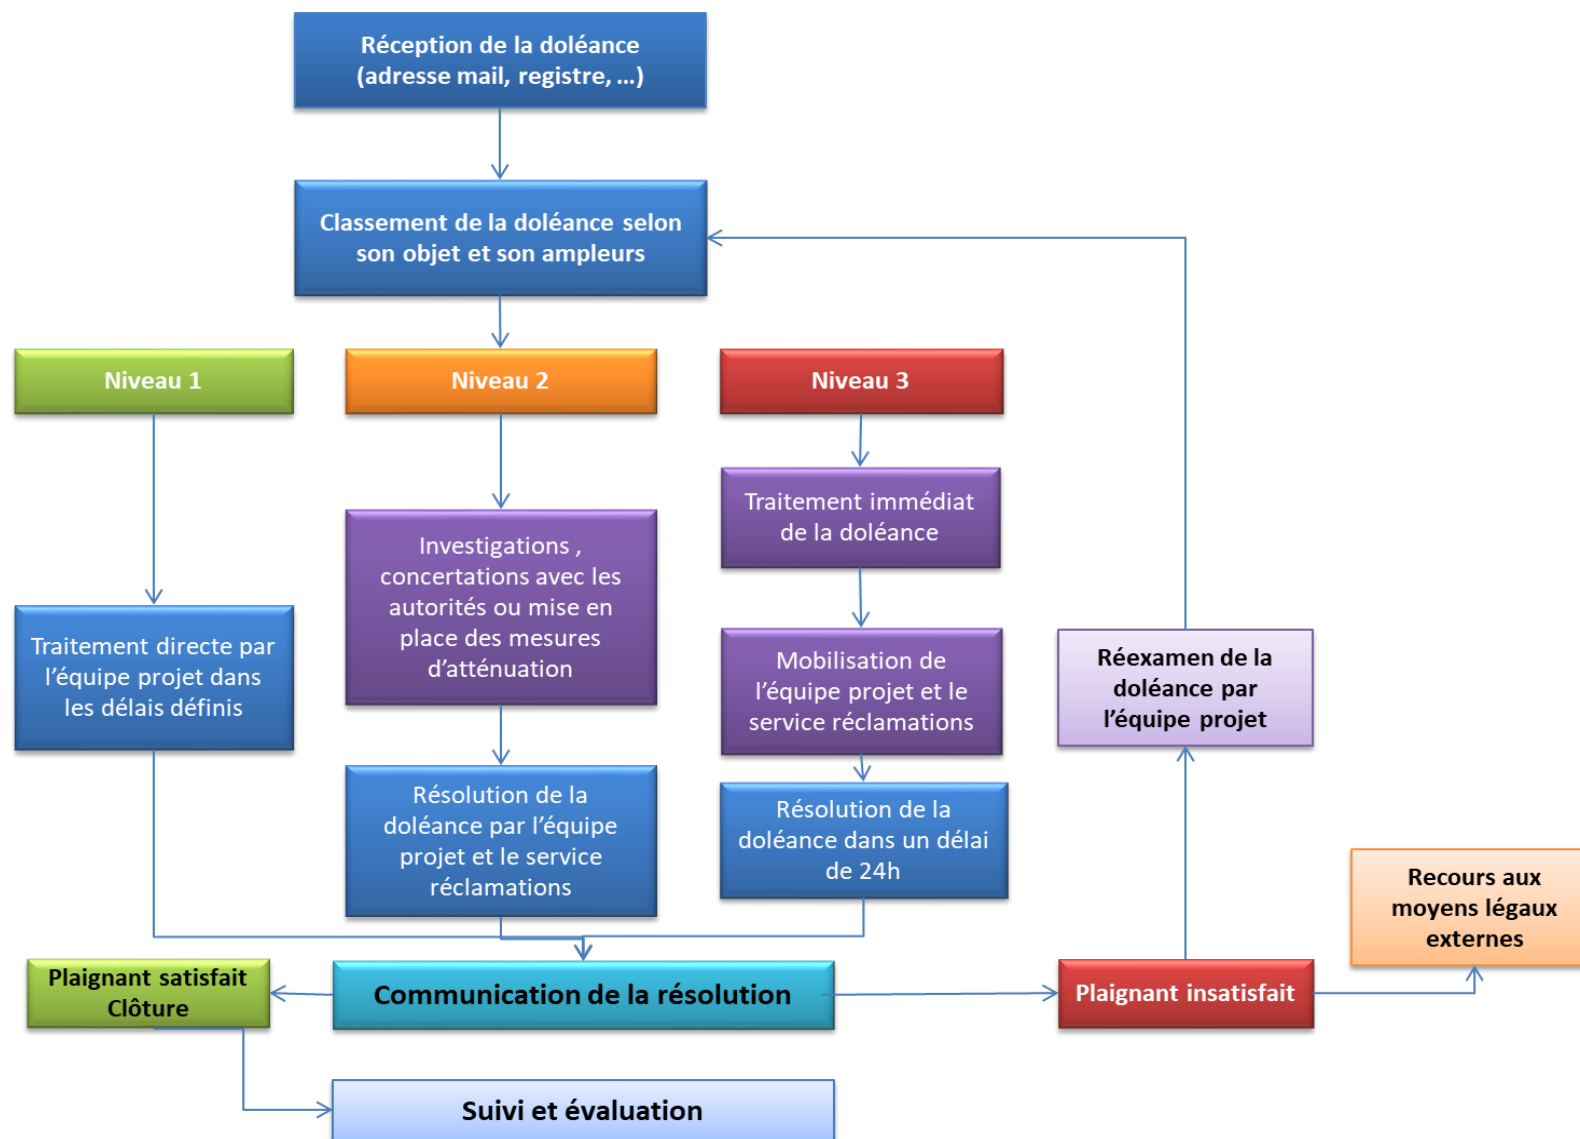 Réception de la doléance
(adresse mail, registre, ...)
Classement de la doléance selon
son objet et son ampleurs
Niveau 1
Niveau 2
Niveau 3
Traitement immédiat
de la doléance
Investigations ,
concertations avec les
autorités ou mise en
place des mesures
d’atténuation
Traitement directe par
l’équipe projet dans
les délais définis
Mobilisation de
l’équipe projet et le
service réclamations
Réexamen de la
doléance par
l’équipe projet
Résolution de la
doléance par l’équipe
projet et le service
réclamations
Résolution de la
doléance dans un délai
de 24h
Recours aux
moyens légaux
externes
Plaignant satisfait
Clôture
Communication de la résolution
Plaignant insatisfait
Suivi et évaluation